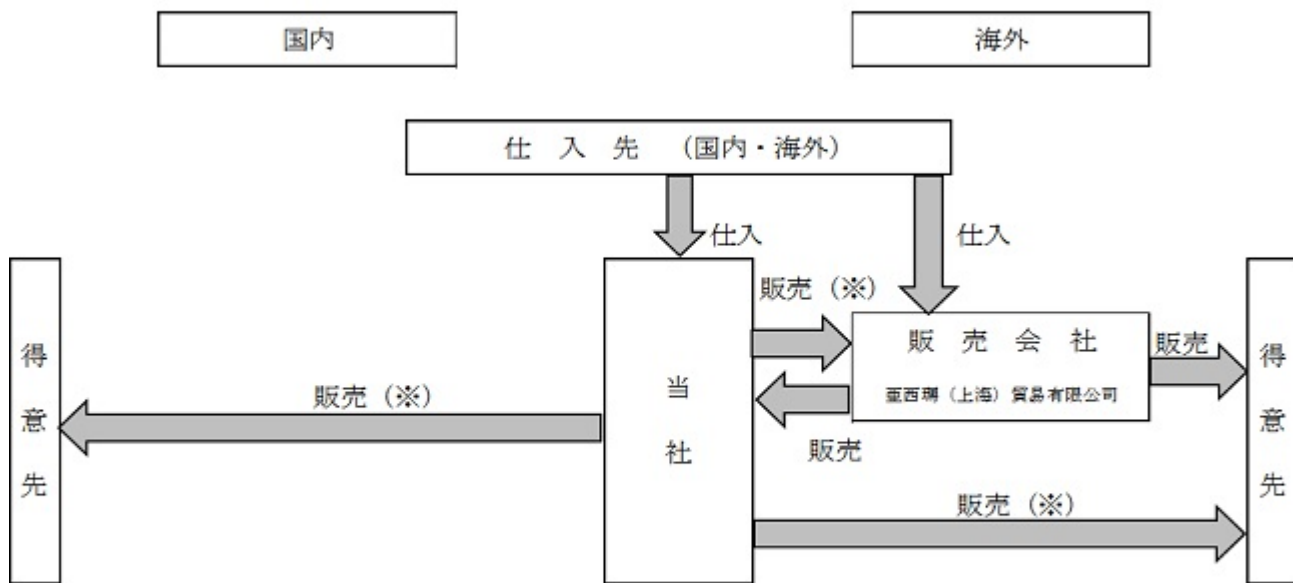 国内
海外
仕 入 先 （国内・海外）
仕入
仕入
販売（※）
販 売 会 社
亜西瑪（上海）貿易有限公司
販売
販売
販売（※）
販売（※）
得意先
当社
得意先